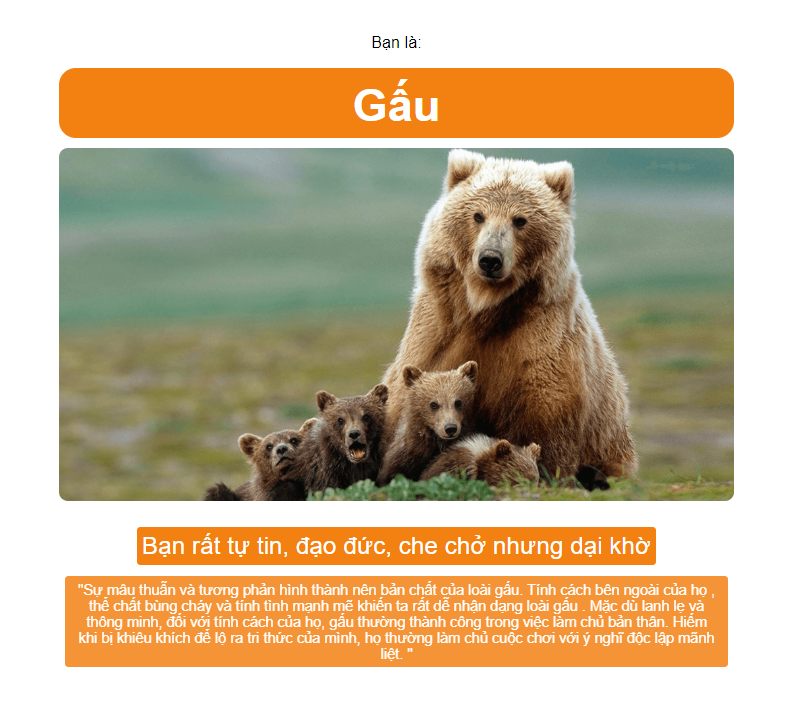 Bạn là:
Gấu
Bạn rất tự tin, đạo đức, che chở nhưng dại khờ
"Sự mâu thuẫn và tương phản hình thành nên bản chất của loài gấu. Tính cách bên ngoài của họ ,
thể chất bùng cháy và tính tình mạnh mẽ khiến ta rất dễ nhận dạng loài gấu . Mặc dù lanh lẹ và
thông minh, đối với tính cách của họ, gấu thường thành công trong việc làm chủ bản thân. Hiếm
khi bị khiêu khích để lộ ra tri thức của mình, họ thường làm chủ cuộc chơi với ý nghĩ độc lập mãnh
liệt. "